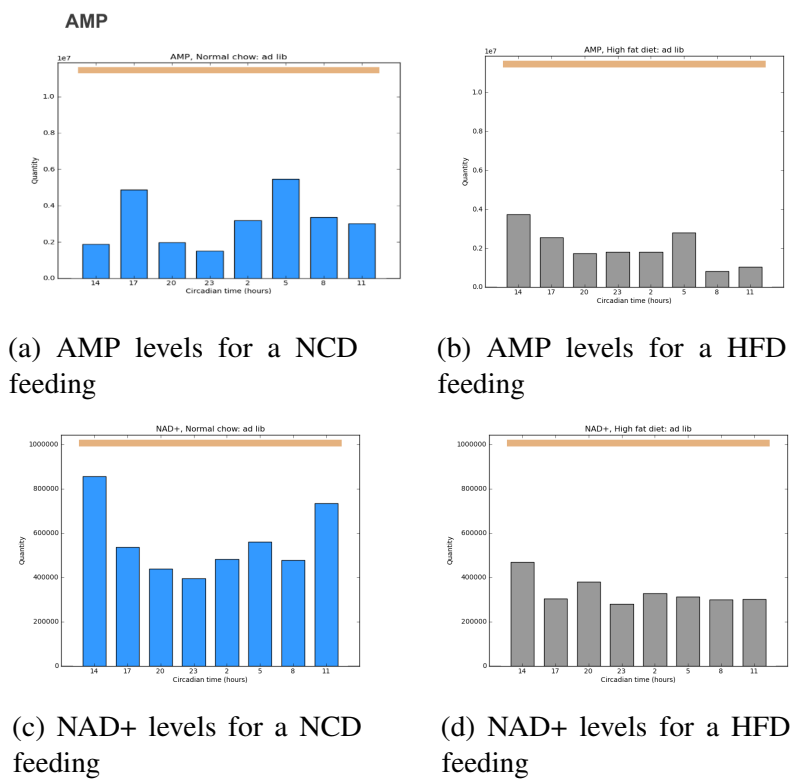 AMP
AMP, Normal chow: ad lib
1e7
1.0
0.8
0.6
0.4
0.2
0.0
Quantity
14 17 20 23 2 5 8 11
Circadian time (hours)
AMP, High fat diet: ad lib
1e7
1.0
0.8
0.6
0.4
0.2
0.0
Quantity
14 17 20 23 2 5 8 11
Circadian time (hours)
(a) AMP levels for a NCD
feeding
(b) AMP levels for a HFD
feeding
NAD+, Normal chow: ad lib
1000000
800000
600000
400000
200000
0
Quantity
14 17 20 23 2 5 8 11
Circadian time (hours)
NAD+, High fat diet: ad lib
1000000
800000
600000
400000
200000
0
Quantity
14 17 20 23 2 5 8 11
Circadian time (hours)
(c) NAD+ levels for a NCD
feeding
(d) NAD+ levels for a HFD
feeding